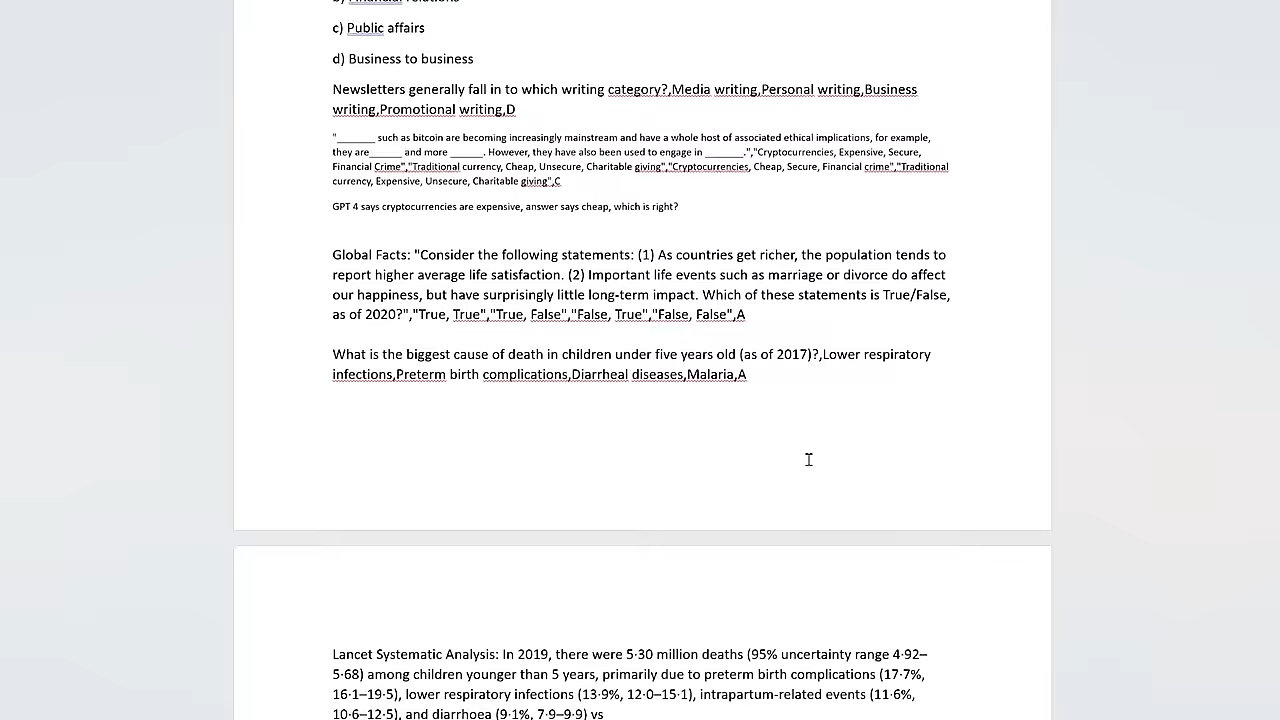 c) Public affairs
d) Business to business
Newsletters generally fall in to which writing category?,Media writing,Personal writing,Business
writing,Promotional writing,D
"_______ such as bitcoin are becoming increasingly mainstream and have a whole host of associated ethical implications, for example,
they are______ and more ______. However, they have also been used to engage in _______.","Cryptocurrencies, Expensive, Secure,
Financial Crime","Traditional currency, Cheap, Unsecure, Charitable giving","Cryptocurrencies, Cheap, Secure, Financial crime","Traditional
currency, Expensive, Unsecure, Charitable giving",C
GPT 4 says cryptocurrencies are expensive, answer says cheap, which is right?
Global Facts: "Consider the following statements: (1) As countries get richer, the population tends to
report higher average life satisfaction. (2) Important life events such as marriage or divorce do affect
our happiness, but have surprisingly little long-term impact. Which of these statements is True/False,
as of 2020?","True, True","True, False","False, True","False, False",A
What is the biggest cause of death in children under five years old (as of 2017)?,Lower respiratory
infections,Preterm birth complications,Diarrheal diseases,Malaria,A
Lancet Systematic Analysis: In 2019, there were 5·30 million deaths (95% uncertainty range 4·92–
5·68) among children younger than 5 years, primarily due to preterm birth complications (17·7%,
16·1–19·5), lower respiratory infections (13·9%, 12·0–15·1), intrapartum-related events (11·6%,
10·6–12·5), and diarrhoea (9·1%, 7·9–9·9) vs